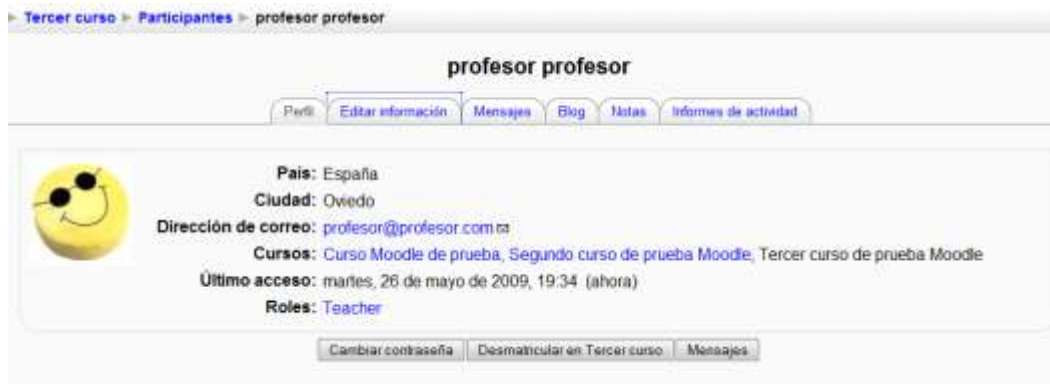 Tercer curso ► Participantes ► profesor profesor
profesor profesor
Perfil Editar información Mensajes Blog Notas Informes de actividad
País: España
Ciudad: Oviedo
Dirección de correo: profesor@profesor.com
Cursos: Curso Moodle de prueba, Segundo curso de prueba Moodle, Tercer curso de prueba Moodle
Último acceso: martes, 26 de mayo de 2009, 19:34 (ahora)
Roles: Teacher
Cambiar contraseña Desmatricular en Tercer curso Mensajes